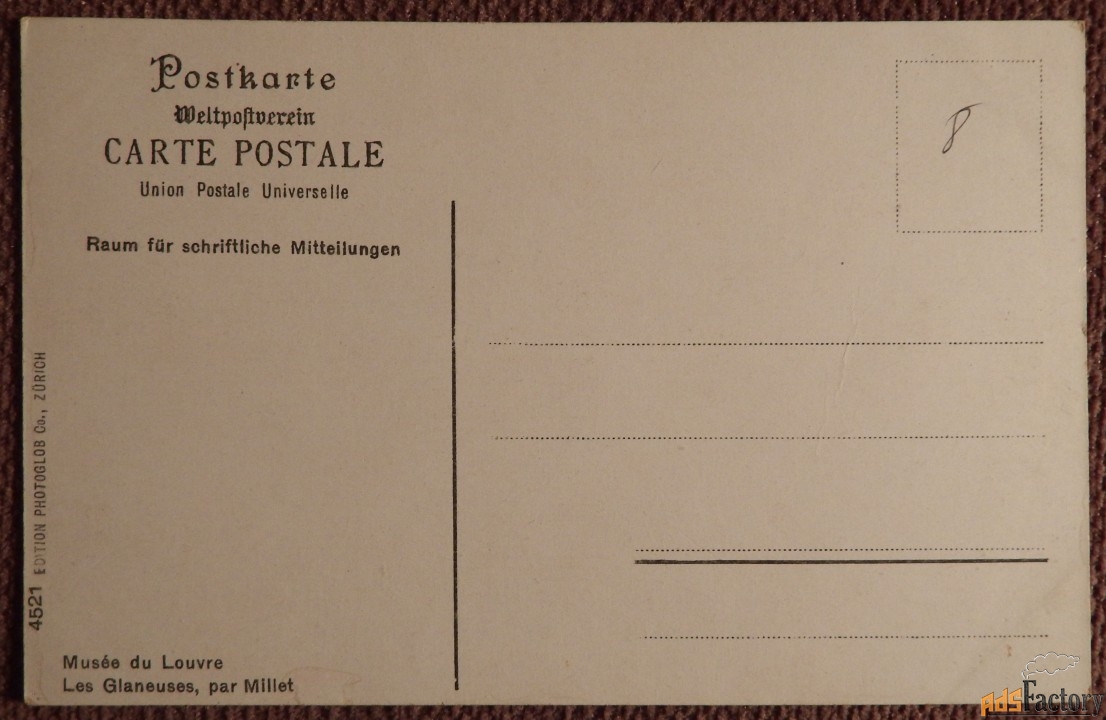 Postkarte
Weltpostverein
CARTE POSTALE
Union Postale Universelle
Raum für schriftliche Mitteilungen
8
4521 EDITION PHOTOGLOB Co., ZÜRICH
Musée du Louvre
Les Glaneuses, par Millet
AdsFactory